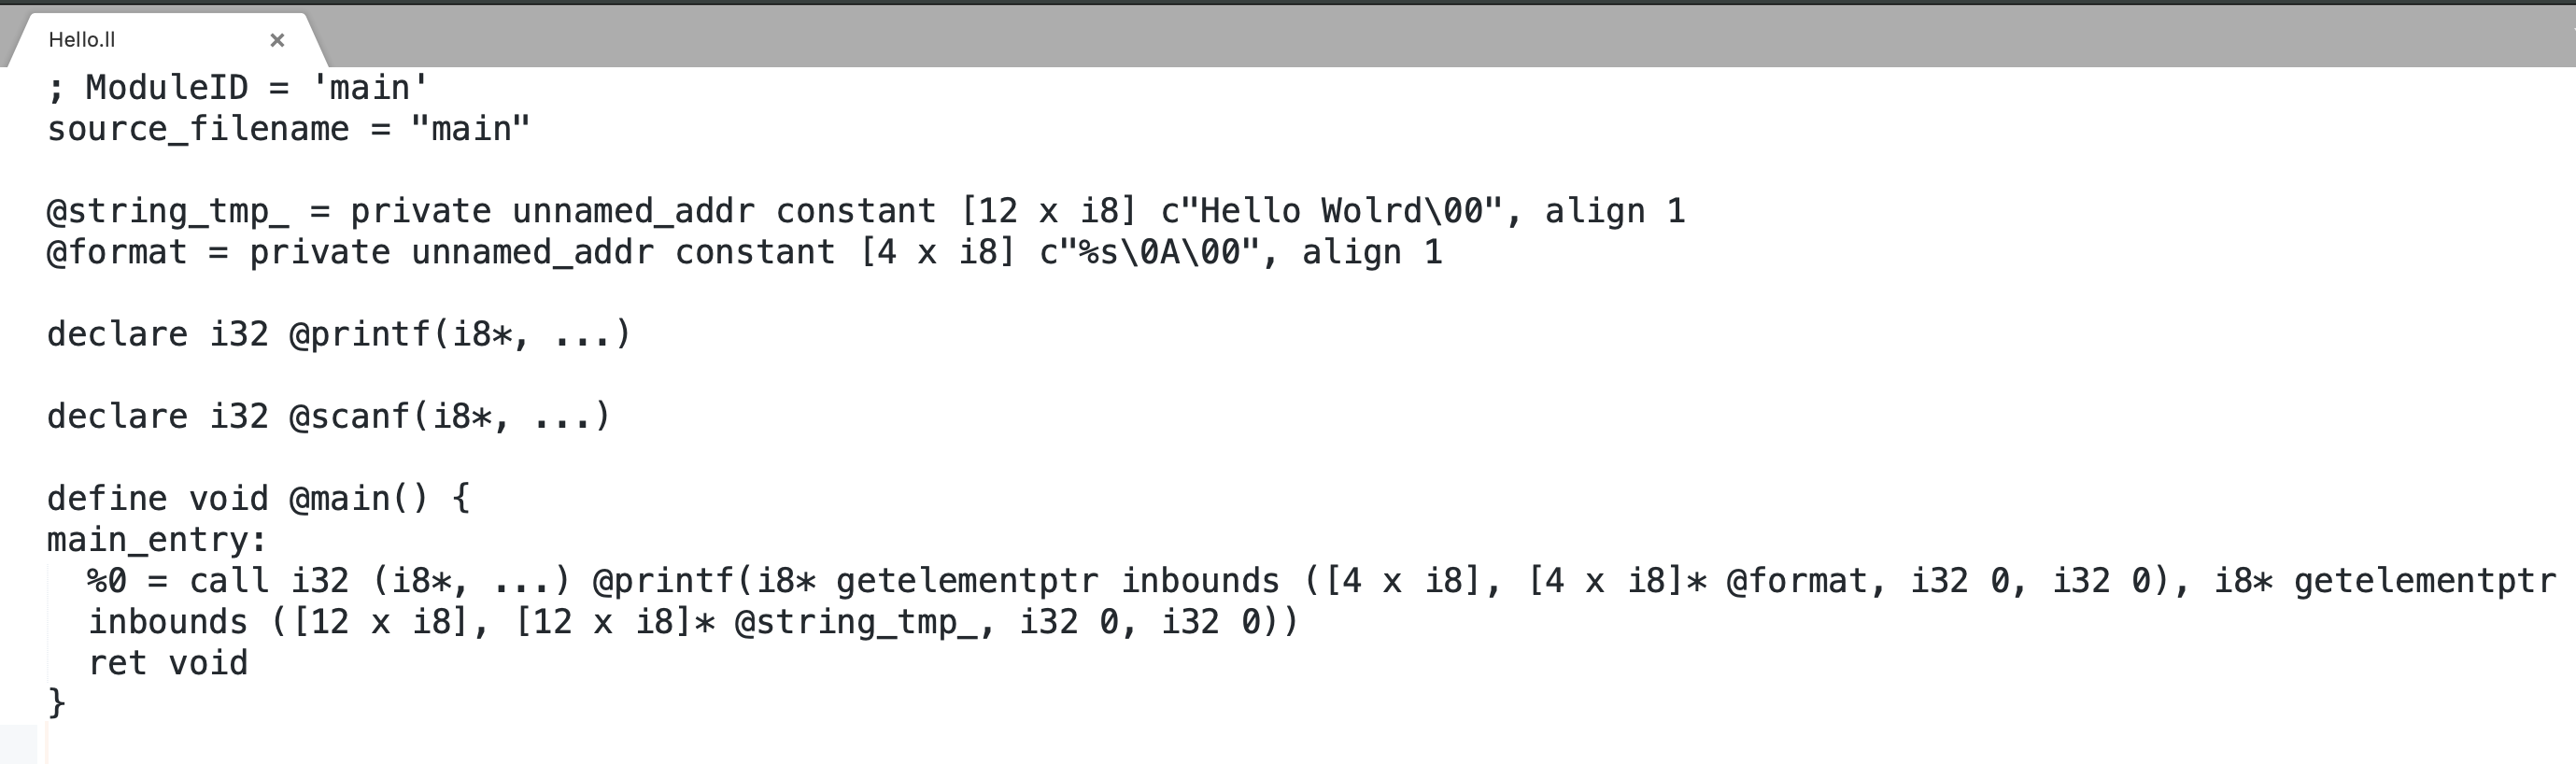 Hello.ll ×
; ModuleID = 'main'
source_filename = "main"
@string_tmp_ = private unnamed_addr constant [12 x i8] c"Hello Wolrd\00", align 1
@format = private unnamed_addr constant [4 x i8] c"%s\0A\00", align 1
declare i32 @printf(i8*, ...)
declare i32 @scanf(i8*, ...)
define void @main() {
main_entry:
  %0 = call i32 (i8*, ...) @printf(i8* getelementptr inbounds ([4 x i8], [4 x i8]* @format, i32 0, i32 0), i8* getelementptr
  inbounds ([12 x i8], [12 x i8]* @string_tmp_, i32 0, i32 0))
  ret void
}